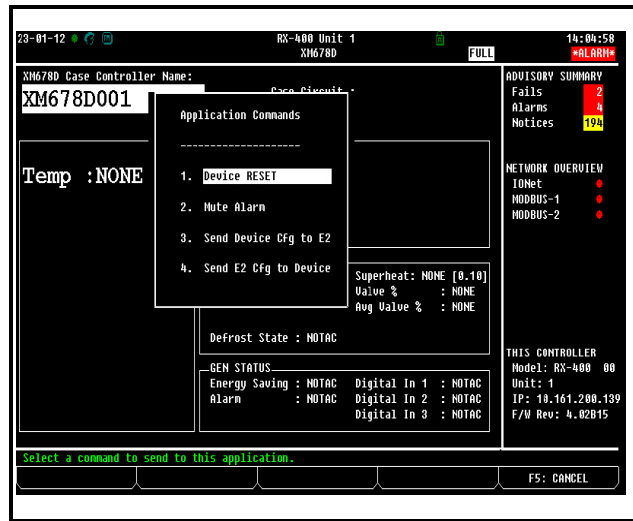 23-01-12 RX-400 Unit 1 14:04:58
XM678D FULL *ALARM*
XM678D Case Controller Name:
XM678D001
Application Commands
--------------------
1. Device RESET
2. Mute Alarm
3. Send Device Cfg to E2
4. Send E2 Cfg to Device
Temp :NONE
Superheat: NONE [0.10]
Valve % : NONE
Avg Valve % : NONE
Defrost State : NOTAC
GEN STATUS
Energy Saving : NOTAC Digital In 1 : NOTAC
Alarm : NOTAC Digital In 2 : NOTAC
Digital In 3 : NOTAC
ADVISORY SUMMARY
Fails 2
Alarms 4
Notices 194
NETWORK OVERVIEW
IONet
MODBUS-1
MODBUS-2
THIS CONTROLLER
Model: RX-400 00
Unit: 1
IP: 10.161.200.139
F/W Rev: 4.02B15
Select a command to send to this application.
F5: CANCEL